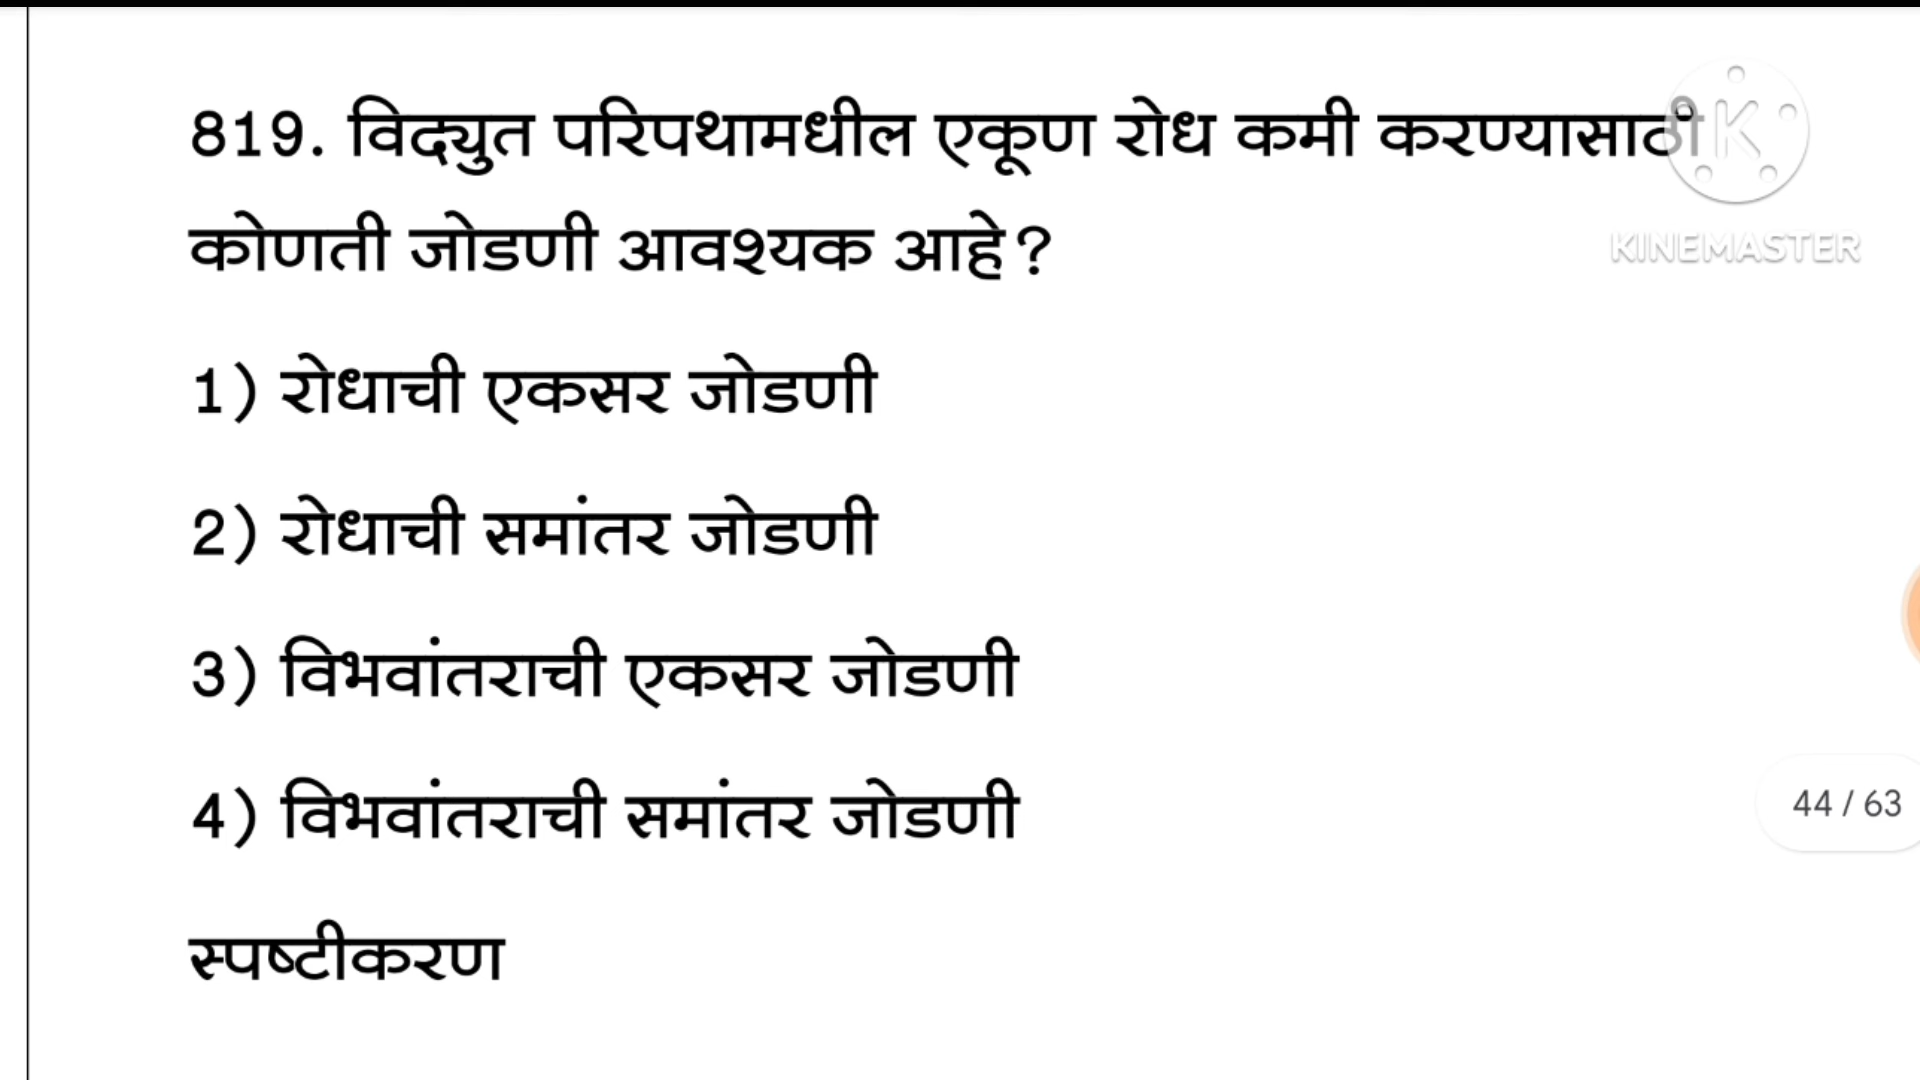 819. विद्युत परिपथामधील एकूण रोध कमी करण्यासाठी
कोणती जोडणी आवश्यक आहे?
KINEMASTER
1) रोधाची एकसर जोडणी
2) रोधाची समांतर जोडणी
3) विभवांतराची एकसर जोडणी
4) विभवांतराची समांतर जोडणी
44 / 63
स्पष्टीकरण